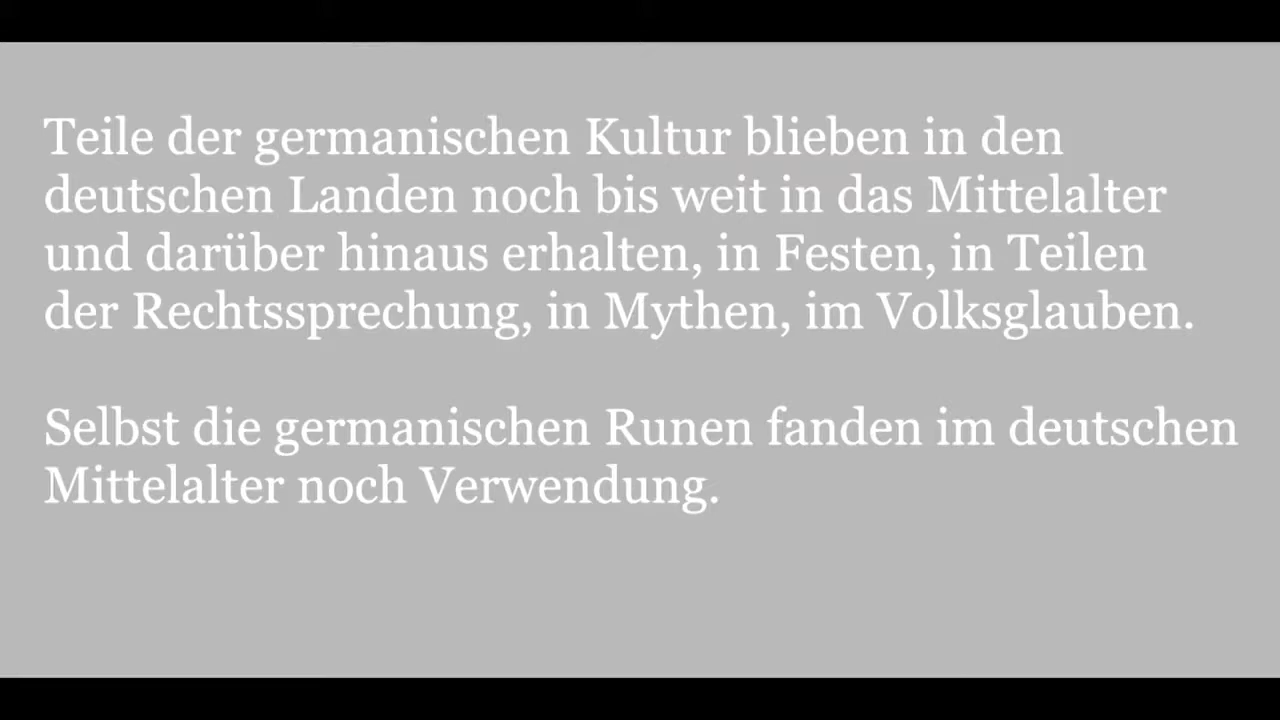 Teile der germanischen Kultur blieben in den
deutschen Landen noch bis weit in das Mittelalter
und darüber hinaus erhalten, in Festen, in Teilen
der Rechtssprechung, in Mythen, im Volksglauben.
Selbst die germanischen Runen fanden im deutschen
Mittelalter noch Verwendung.